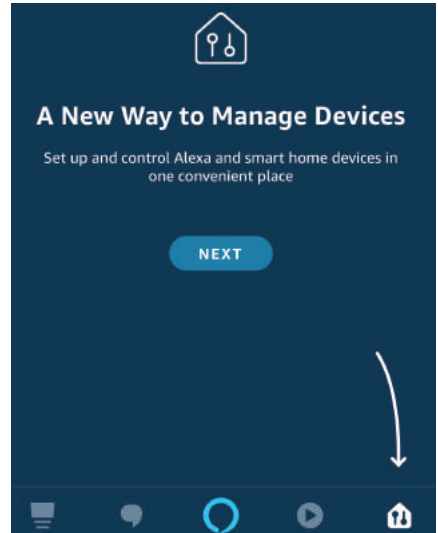 A New Way to Manage Devices
Set up and control Alexa and smart home devices in
one convenient place
NEXT